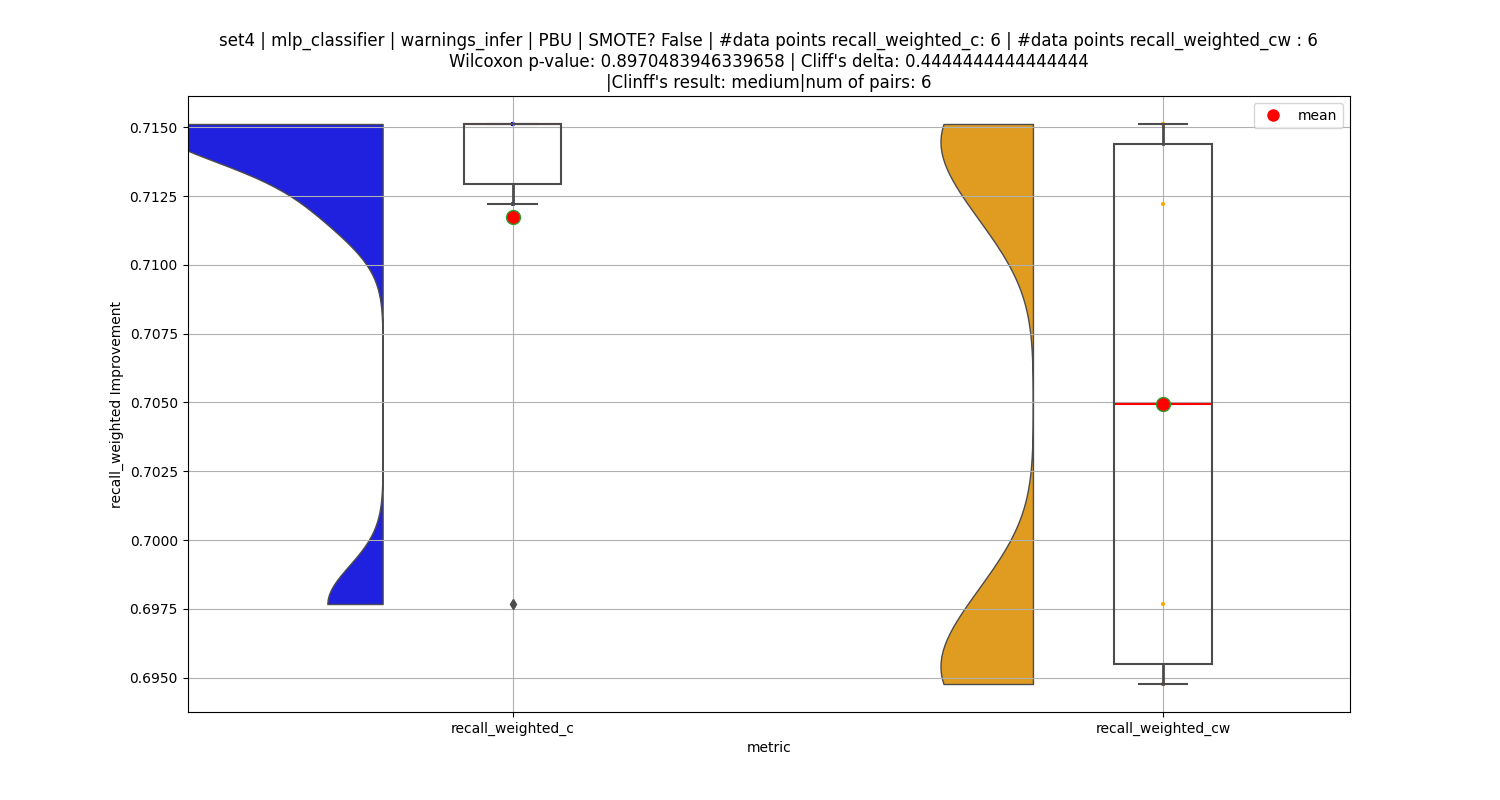 set4 | mlp_classifier | warnings_infer | PBU | SMOTE? False | #data points recall_weighted_c: 6 | #data points recall_weighted_cw : 6
Wilcoxon p-value: 0.8970483946339658 | Cliff's delta: 0.4444444444444444
|Clinff's result: medium|num of pairs: 6
mean
0.7150
0.7125
0.7100
0.7075
0.7050
0.7025
0.7000
0.6975
0.6950
recall_weighted Improvement
recall_weighted_c
recall_weighted_cw
metric